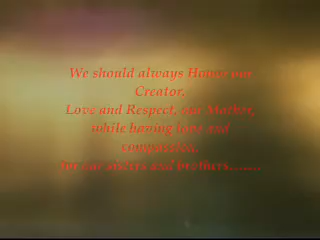 We should always Honor our
Creator,
Love and Respect, our Mother,
while having love and
compassion,
for our sisters and brothers........